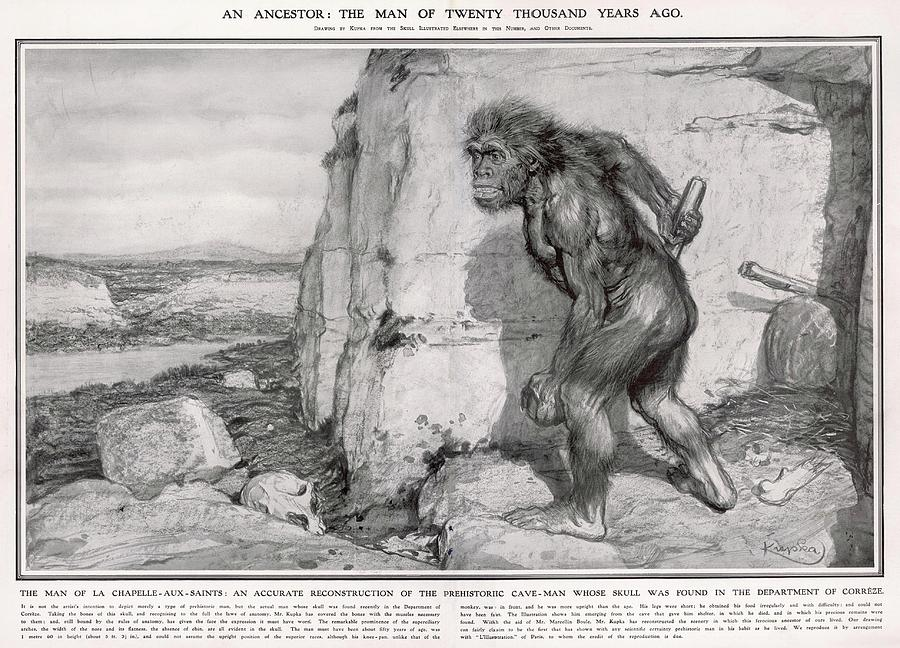 AN ANCESTOR: THE MAN OF TWENTY THOUSAND YEARS AGO.
DRAWING BY KUPKA FROM THE SKULL ILLUSTRATED ELSEWHERE IN THIS NUMBER, AND OTHER DOCUMENTS.
Kupka
THE MAN OF LA CHAPELLE-AUX-SAINTS: AN ACCURATE RECONSTRUCTION OF THE PREHISTORIC CAVE-MAN WHOSE SKULL WAS FOUND IN THE DEPARTMENT OF CORRÈZE.
It is not the artist's intention to depict merely a type of prehistoric man, but the actual man whose skull was found recently in the Department of
Corrèze. Taking the bones of this skull, and recognising to the full the laws of anatomy, Mr. Kupka has covered the bones with the muscles necessary
to them; and, still bound by the rules of anatomy, has given the face the expression it must have word. The remarkable prominence of the superciliary
arches, the width of the nose and its flatness, the absence of chin, are all evident in the skull. The man must have been about fifty years of age, was
1 metre 60 in height (about 5 ft. 3½ in.), and could not assume the upright position of the superior races, although his knee-pan, unlike that of the
monkey, was in front, and he was more upright than the ape. His legs were short; he obtained his food irregularly and with difficulty; and could not
have been fair. The Illustration shows him emerging from the cave that gave him shelter, in which he also died, and in which his precious remains were
found. With the aid of Mr. Marcellin Boule, Mr. Kupka has reconstructed the scenery in which this ferocious ancestor of ours lived. Our drawing
can fairly claim to be the first that has shown with any scientific certainty prehistoric man in his habit as he lived. We reproduce it by arrangement
with "L'Illustration," of Paris, to whom the credit of the reproduction is due.